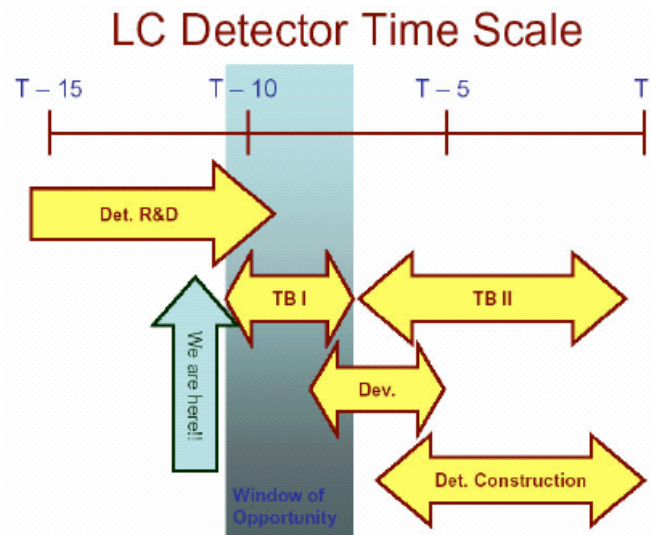 LC Detector Time Scale
T – 15 T – 10 T – 5 T
Det. R&D
TB I TB II
We are here!!
Dev.
Det. Construction
Window of
Opportunity